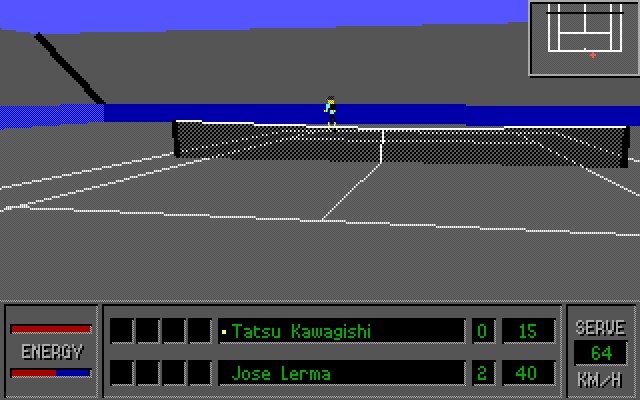 Tatsu Kawagishi 0 15
SERVE
ENERGY
64
Jose Lerma 2 40
KM/H